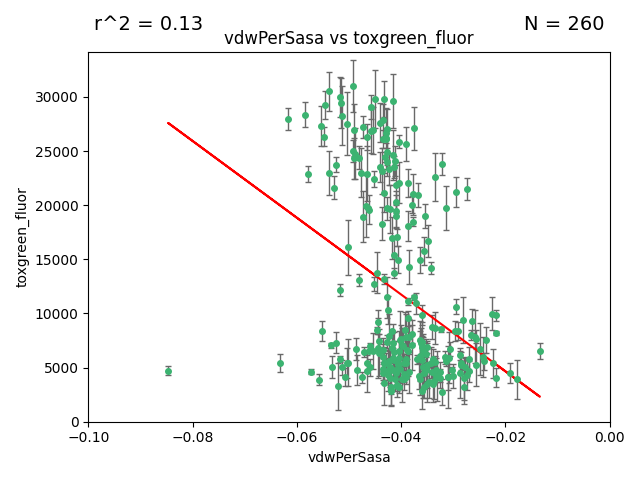 r^2 = 0.13
N = 260
vdwPerSasa vs toxgreen_fluor
toxgreen_fluor
30000
25000
20000
15000
10000
5000
0
−0.10
−0.08
−0.06
−0.04
−0.02
0.00
vdwPerSasa